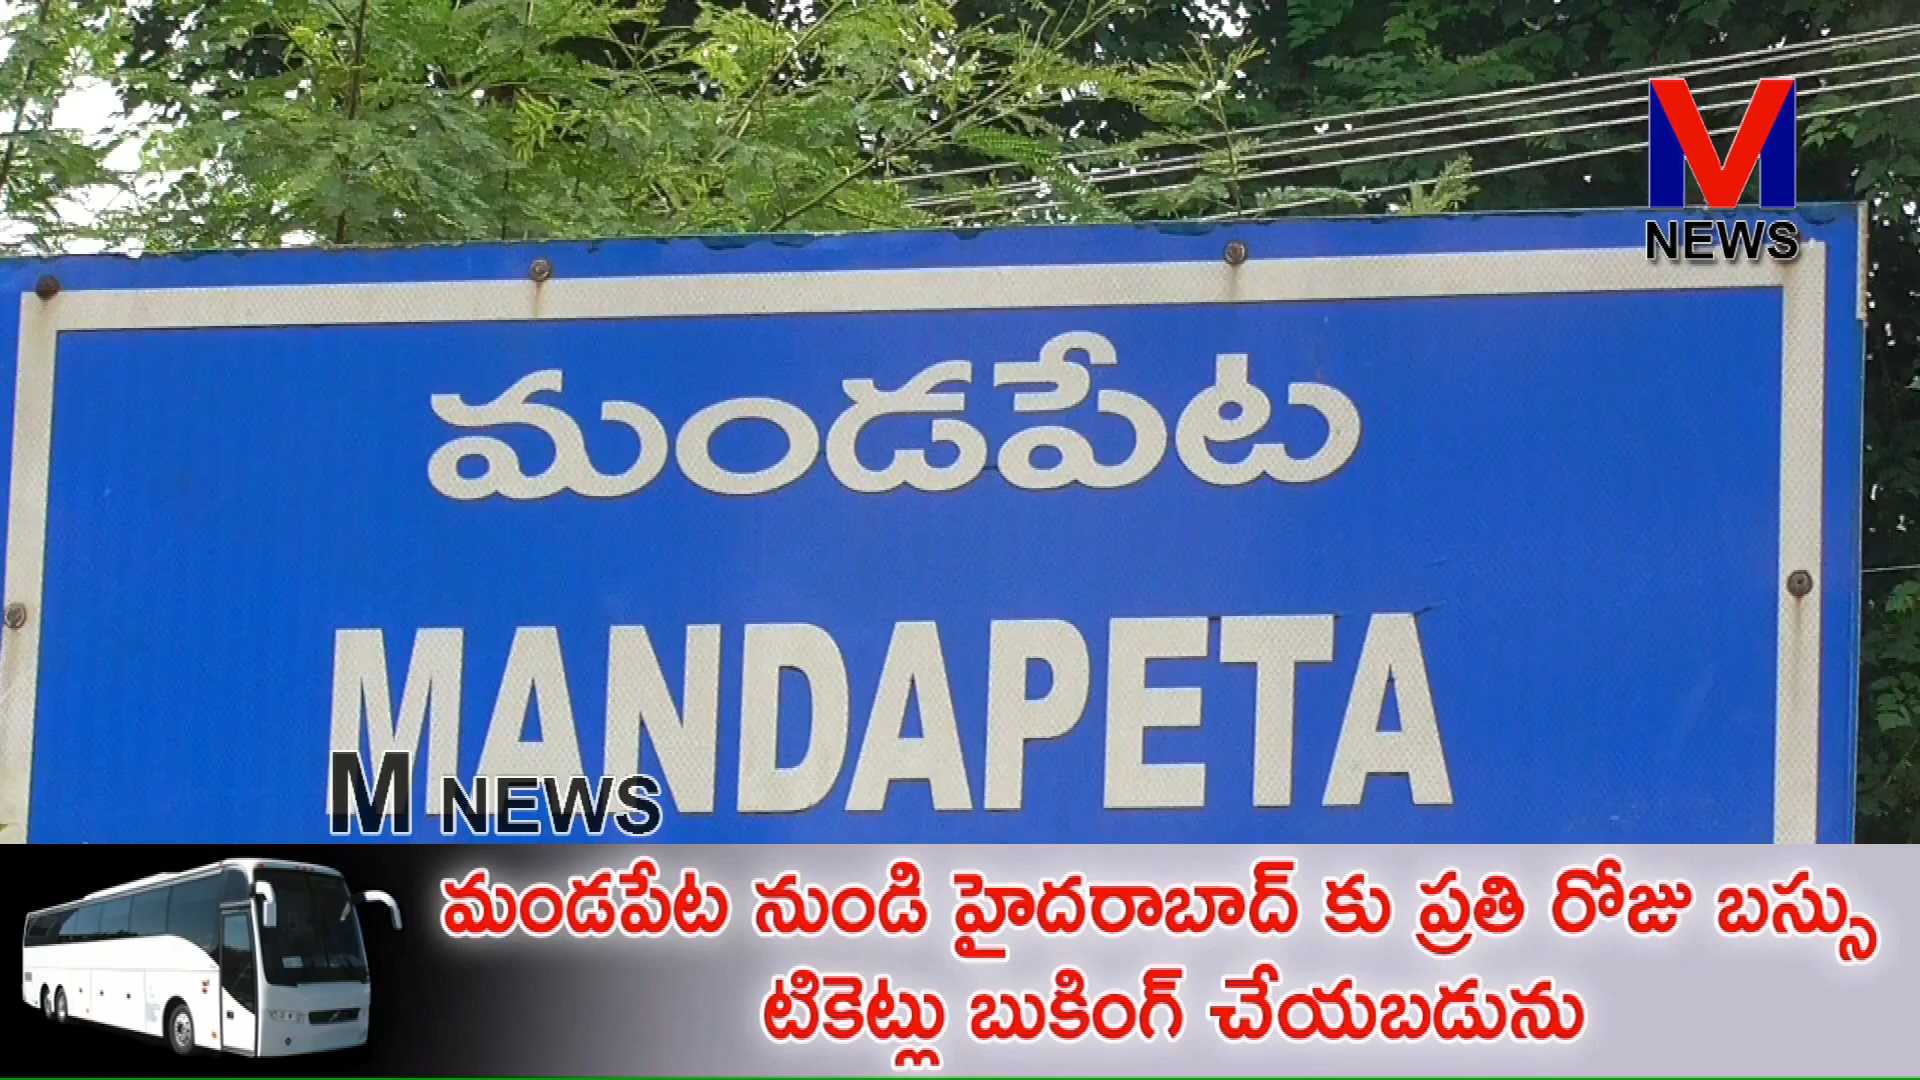 M
NEWS
మండపేట
MANDAPETA
M NEWS
మండపేట నుండి హైదరాబాద్ కు ప్రతి రోజు బస్సు
టికెట్లు బుకింగ్ చేయబడును